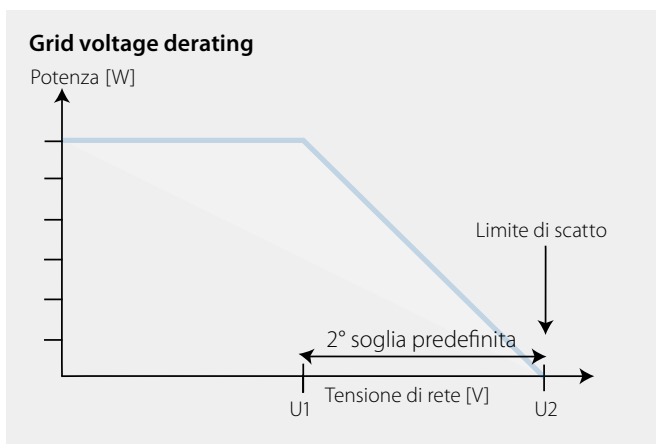 Grid voltage derating
Potenza [W]
Limite di scatto
2° soglia predefinita
Tensione di rete [V]
U1
U2